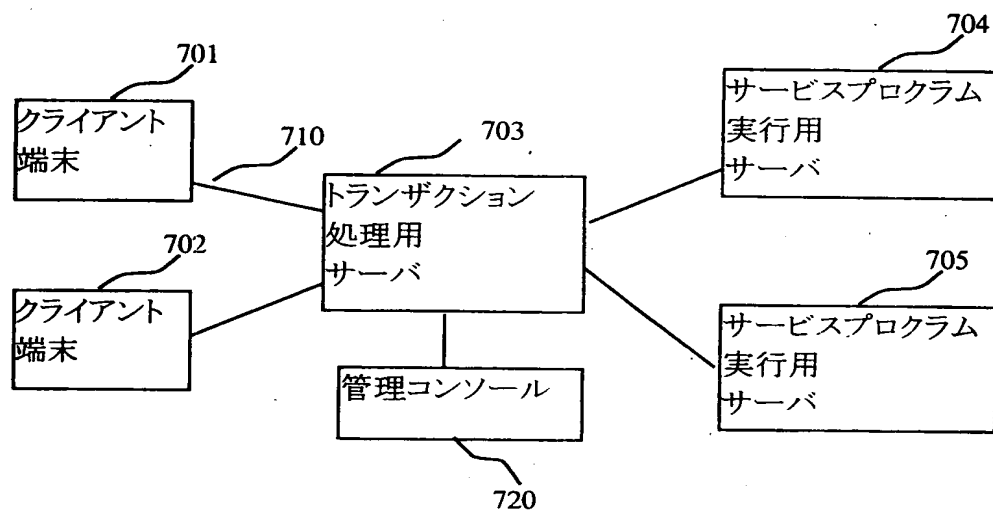 701
クライアント
端末
710
702
クライアント
端末
703
トランザクション
処理用
サーバ
管理コンソール
720
704
サービスプロクラム
実行用
サーバ
705
サービスプロクラム
実行用
サーバ